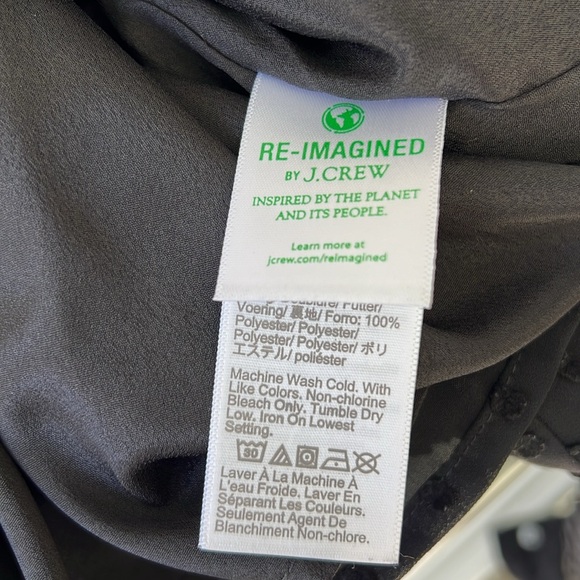 RE-IMAGINED
BY J.CREW
INSPIRED BY THE PLANET
AND ITS PEOPLE.
Learn more at
jcrew.com/reimagined
Doublure/ Futter/
Voering/ 裏地/ Forro: 100%
Polyester/ Polyester/
Polyester/ Polyester/ ポリ
エステル/ poliéster
Machine Wash Cold. With
Like Colors. Non-chlorine
Bleach Only. Tumble Dry
Low. Iron On Lowest
Setting.
30
Laver À La Machine À
L'eau Froide. Laver En
Séparant Les Couleurs.
Seulement Agent De
Blanchiment Non-chlore.